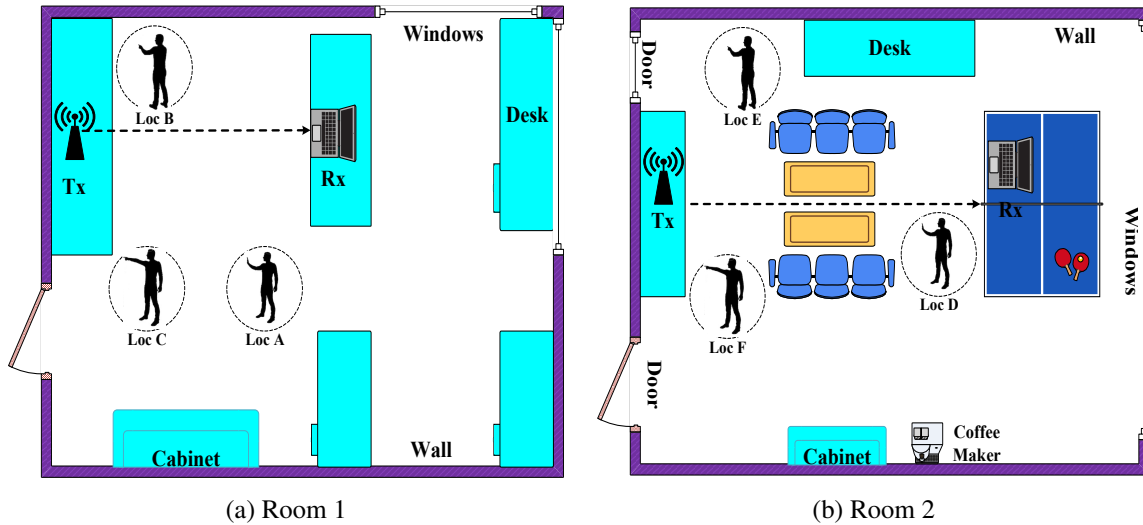 Windows
Desk
Loc B
Tx
Rx
Loc C
Loc A
Wall
Cabinet
(a) Room 1
Door
Desk
Wall
Loc E
Tx
Rx
Windows
Loc D
Loc F
Door
Coffee
Maker
Cabinet
(b) Room 2